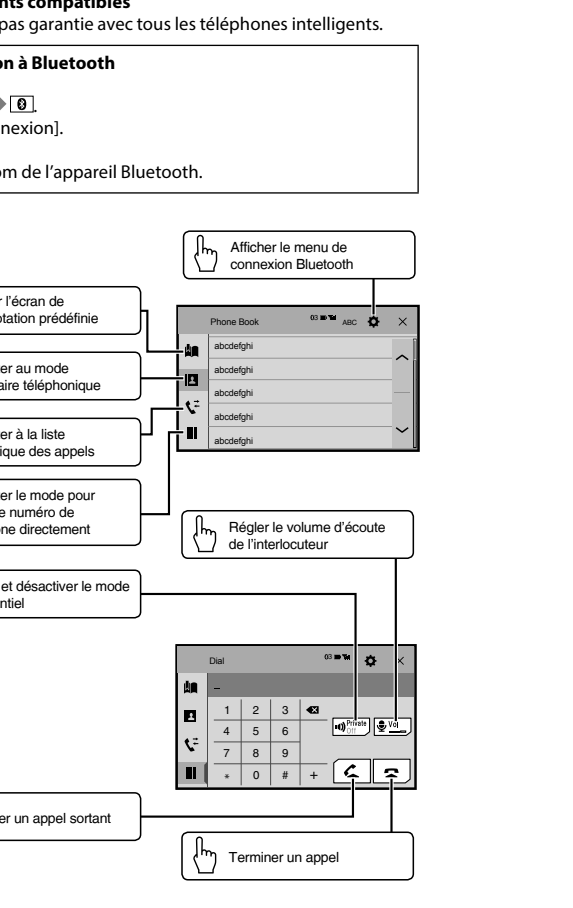 nts compatibles
pas garantie avec tous les téléphones intelligents.
on à Bluetooth
nexion].
om de l'appareil Bluetooth.
Afficher le menu de
connexion Bluetooth
r l'écran de
otation prédéfinie
er au mode
aire téléphonique
er à la liste
ique des appels
er le mode pour
e numéro de
ne directement
Phone Book 03 ABC
abcdefghi
abcdefghi
abcdefghi
abcdefghi
abcdefghi
Régler le volume d'écoute
de l'interlocuteur
et désactiver le mode
ntiel
Dial 03
–
1 2 3
4 5 6
7 8 9
* 0 # +
Private
Off
Vol
er un appel sortant
Terminer un appel